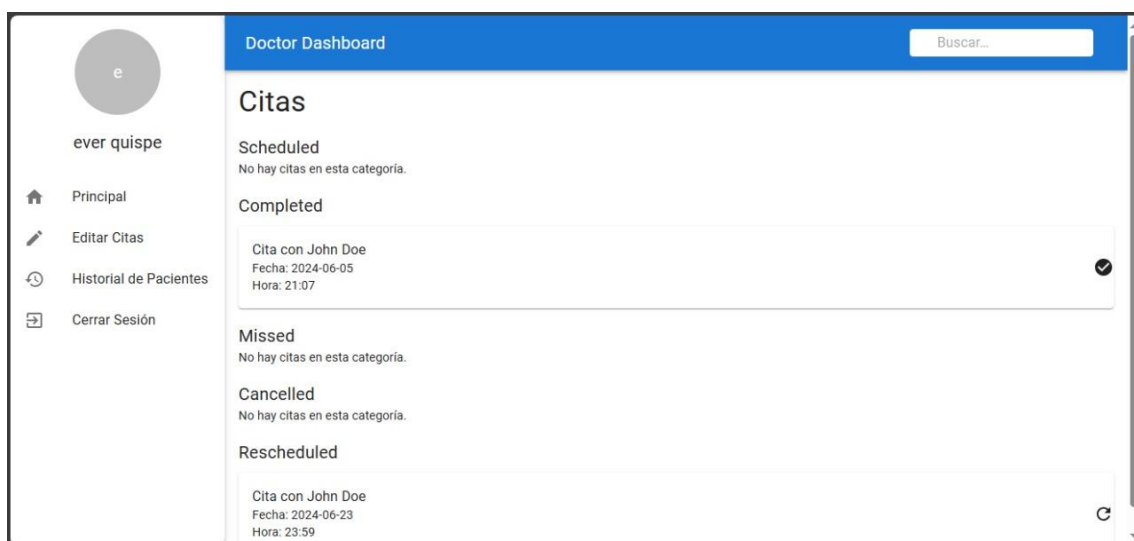 e
ever quispe
Principal
Editar Citas
Historial de Pacientes
Cerrar Sesión
Doctor Dashboard
Buscar...
Citas
Scheduled
No hay citas en esta categoría.
Completed
Cita con John Doe
Fecha: 2024-06-05
Hora: 21:07
Missed
No hay citas en esta categoría.
Cancelled
No hay citas en esta categoría.
Rescheduled
Cita con John Doe
Fecha: 2024-06-23
Hora: 23:59